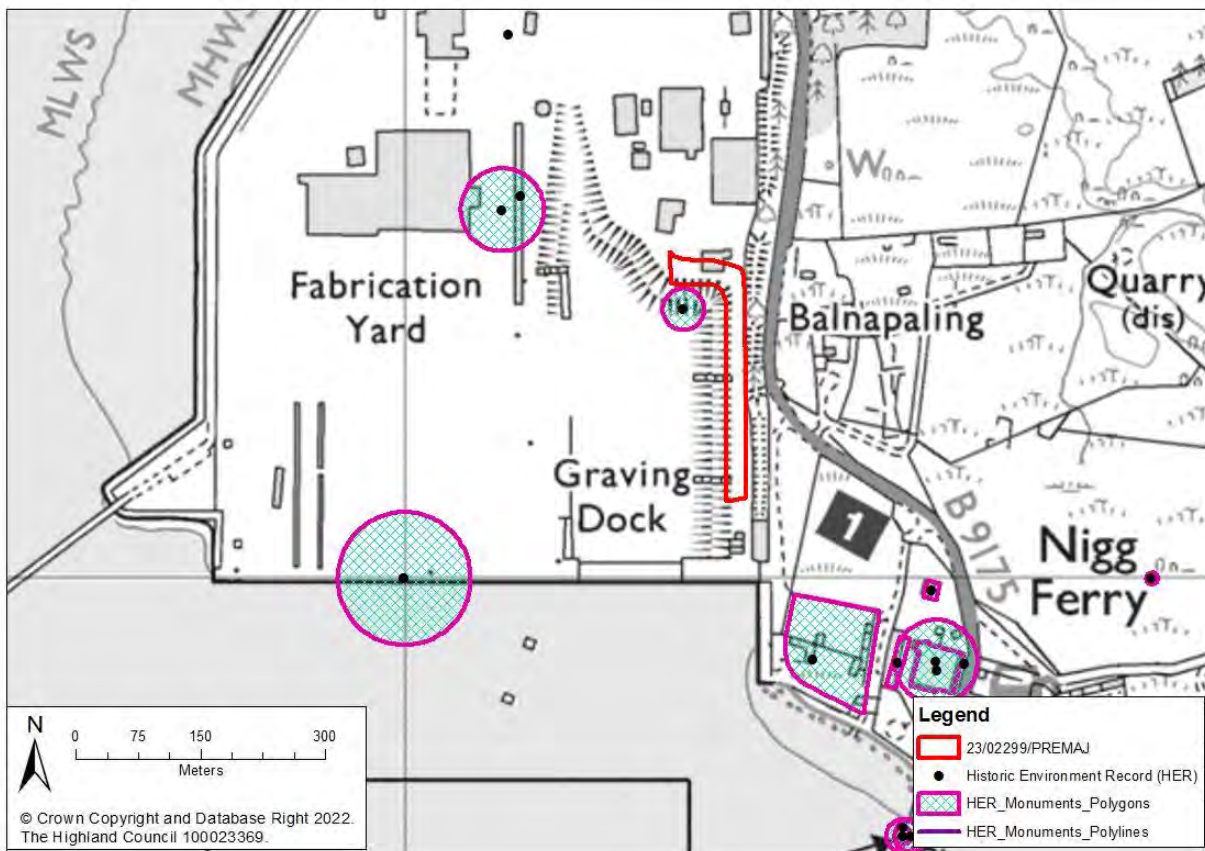 MLWS
MHWS
W
Fabrication
Yard
Balnapaling
Quarry
(dis)
Graving
Dock
1
B9175
Nigg
Ferry
N
0 75 150 300
Meters
© Crown Copyright and Database Right 2022.
The Highland Council 100023369.
Legend
23/02299/PREMAJ
Historic Environment Record (HER)
HER_Monuments_Polygons
HER_Monuments_Polylines